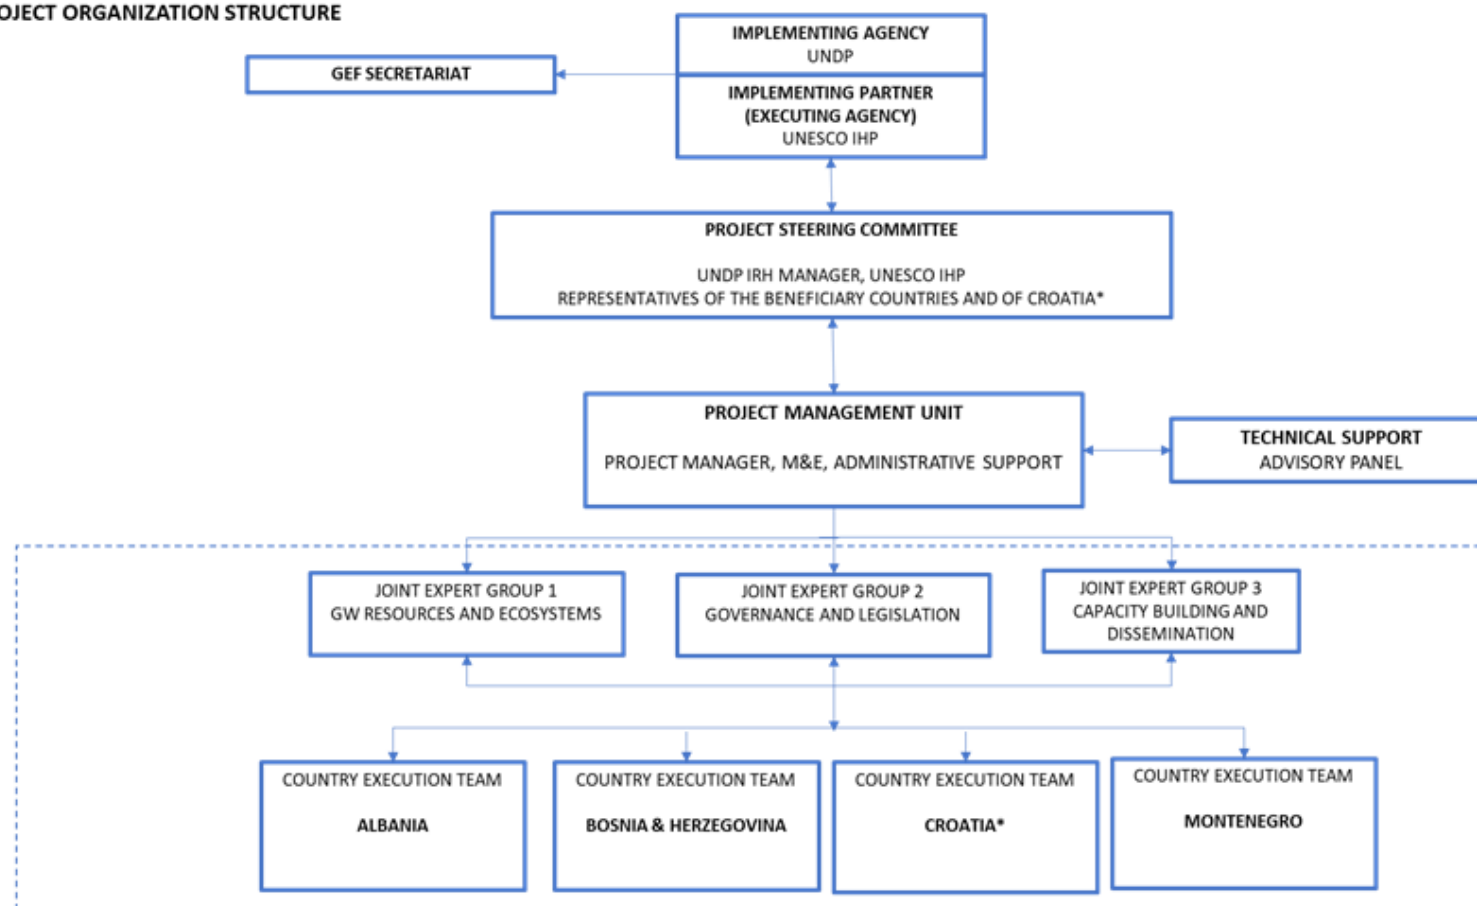 OJECT ORGANIZATION STRUCTURE
IMPLEMENTING AGENCY
UNDP
GEF SECRETARIAT
IMPLEMENTING PARTNER
(EXECUTING AGENCY)
UNESCO IHP
PROJECT STEERING COMMITTEE
UNDP IRH MANAGER, UNESCO IHP
REPRESENTATIVES OF THE BENEFICIARY COUNTRIES AND OF CROATIA*
PROJECT MANAGEMENT UNIT
PROJECT MANAGER, M&E, ADMINISTRATIVE SUPPORT
TECHNICAL SUPPORT
ADVISORY PANEL
JOINT EXPERT GROUP 1
GW RESOURCES AND ECOSYSTEMS
JOINT EXPERT GROUP 2
GOVERNANCE AND LEGISLATION
JOINT EXPERT GROUP 3
CAPACITY BUILDING AND
DISSEMINATION
COUNTRY EXECUTION TEAM
ALBANIA
COUNTRY EXECUTION TEAM
BOSNIA & HERZEGOVINA
COUNTRY EXECUTION TEAM
CROATIA*
COUNTRY EXECUTION TEAM
MONTENEGRO